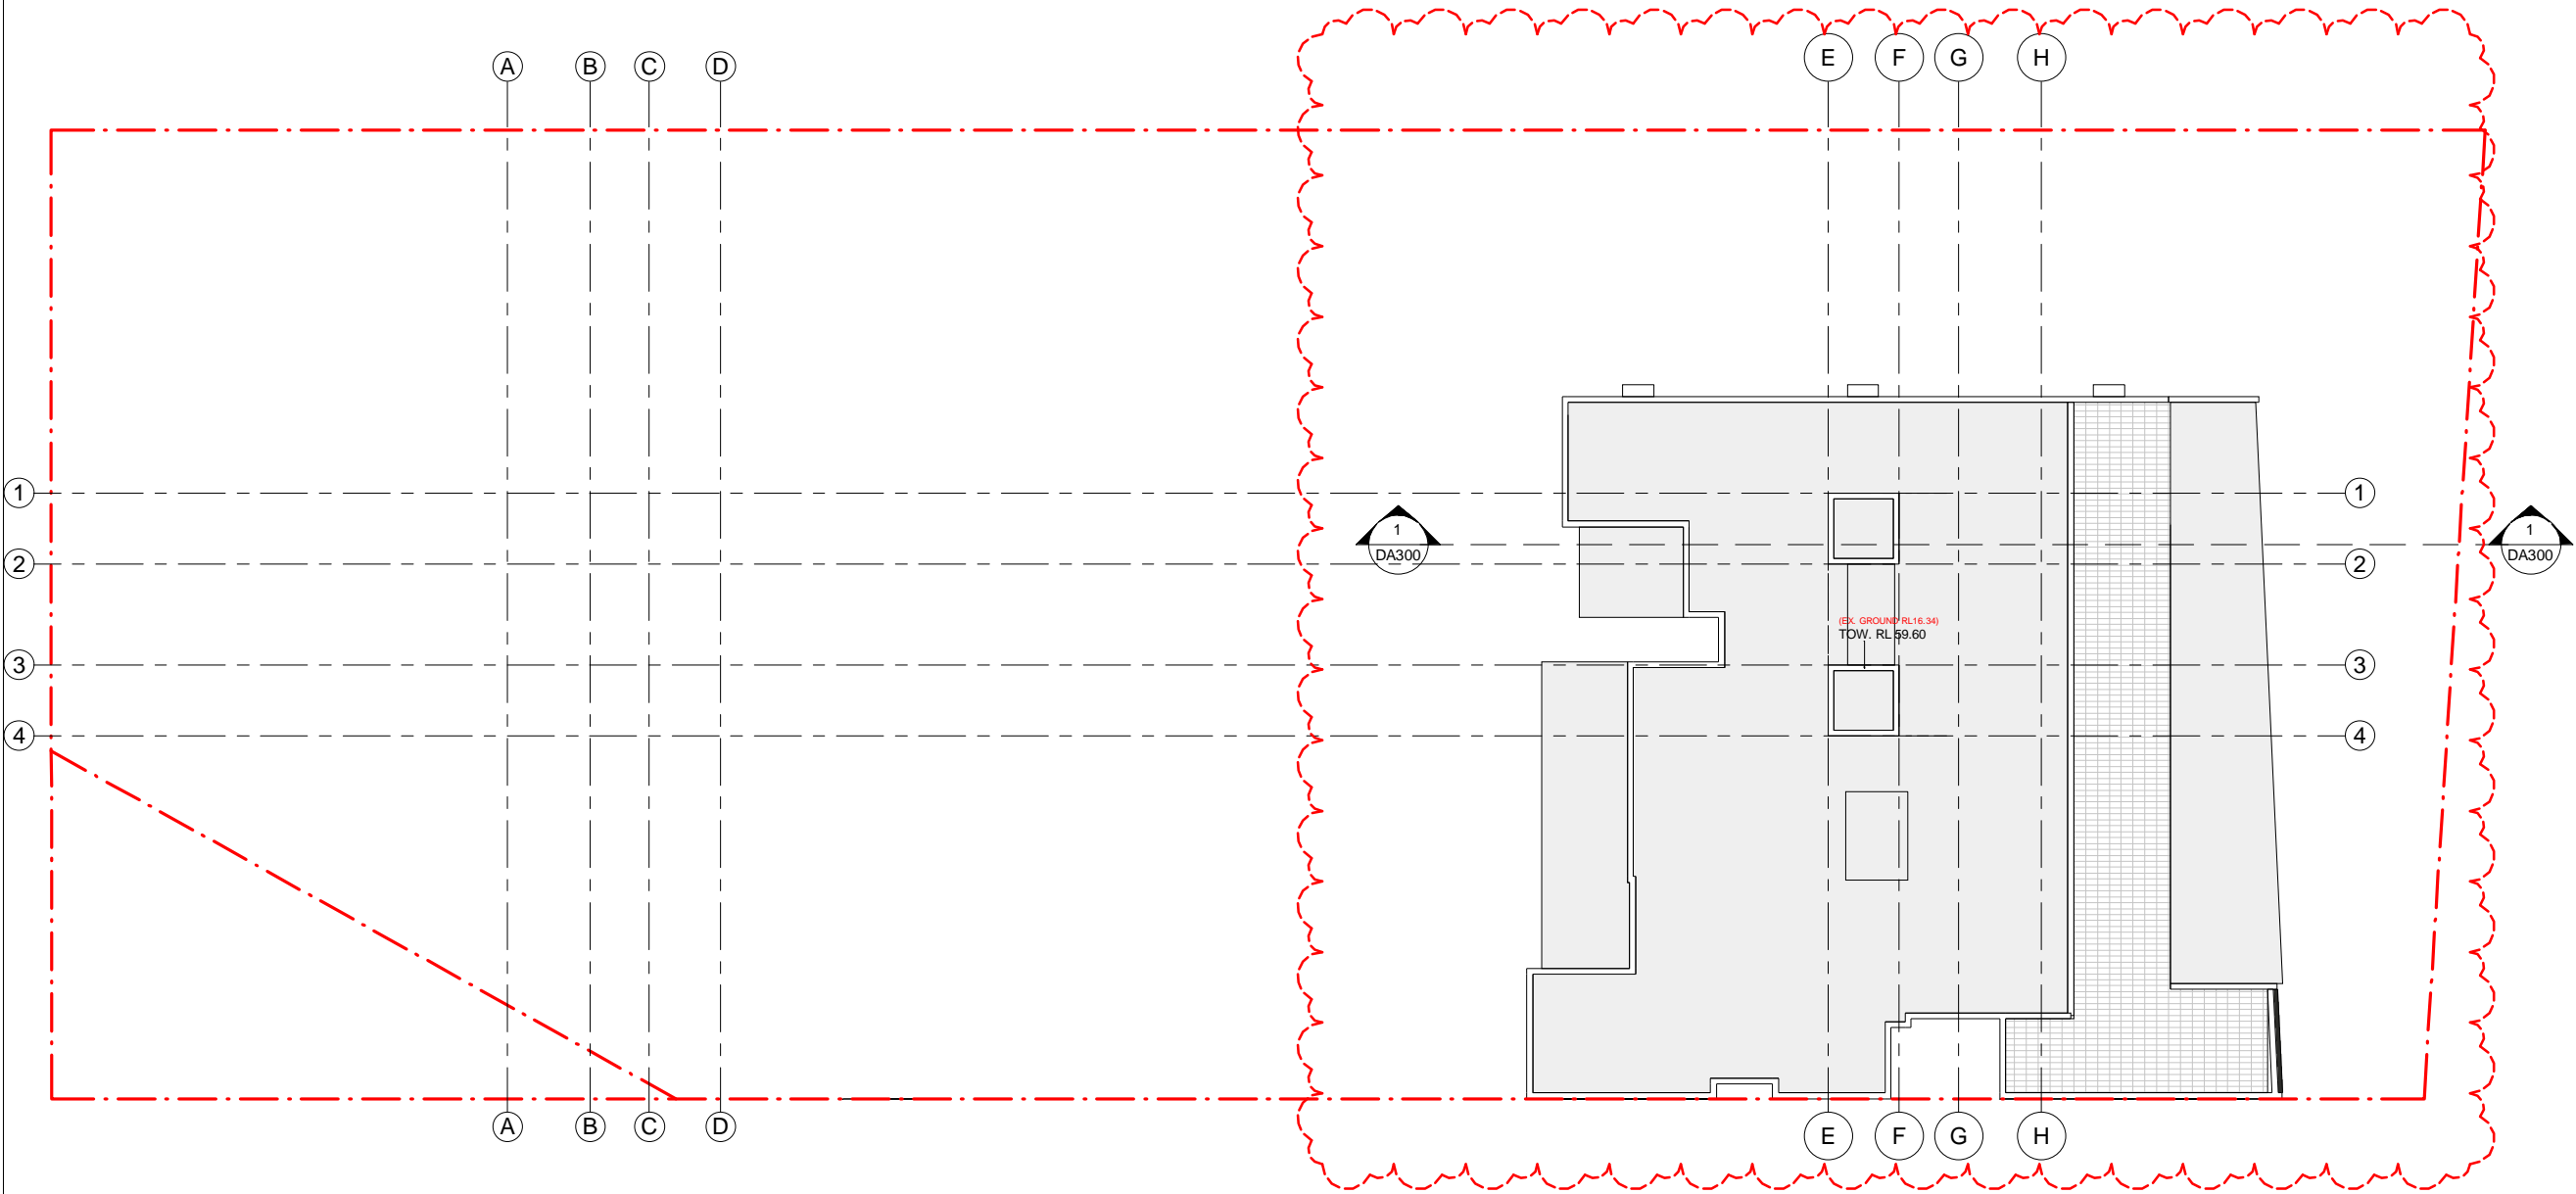 A B C D E F G H
1 1
1
DA300
1
DA300
2 2
(EX. GROUND RL16.34)
TOW. RL 59.60
3 3
4 4
A B C D E F G H